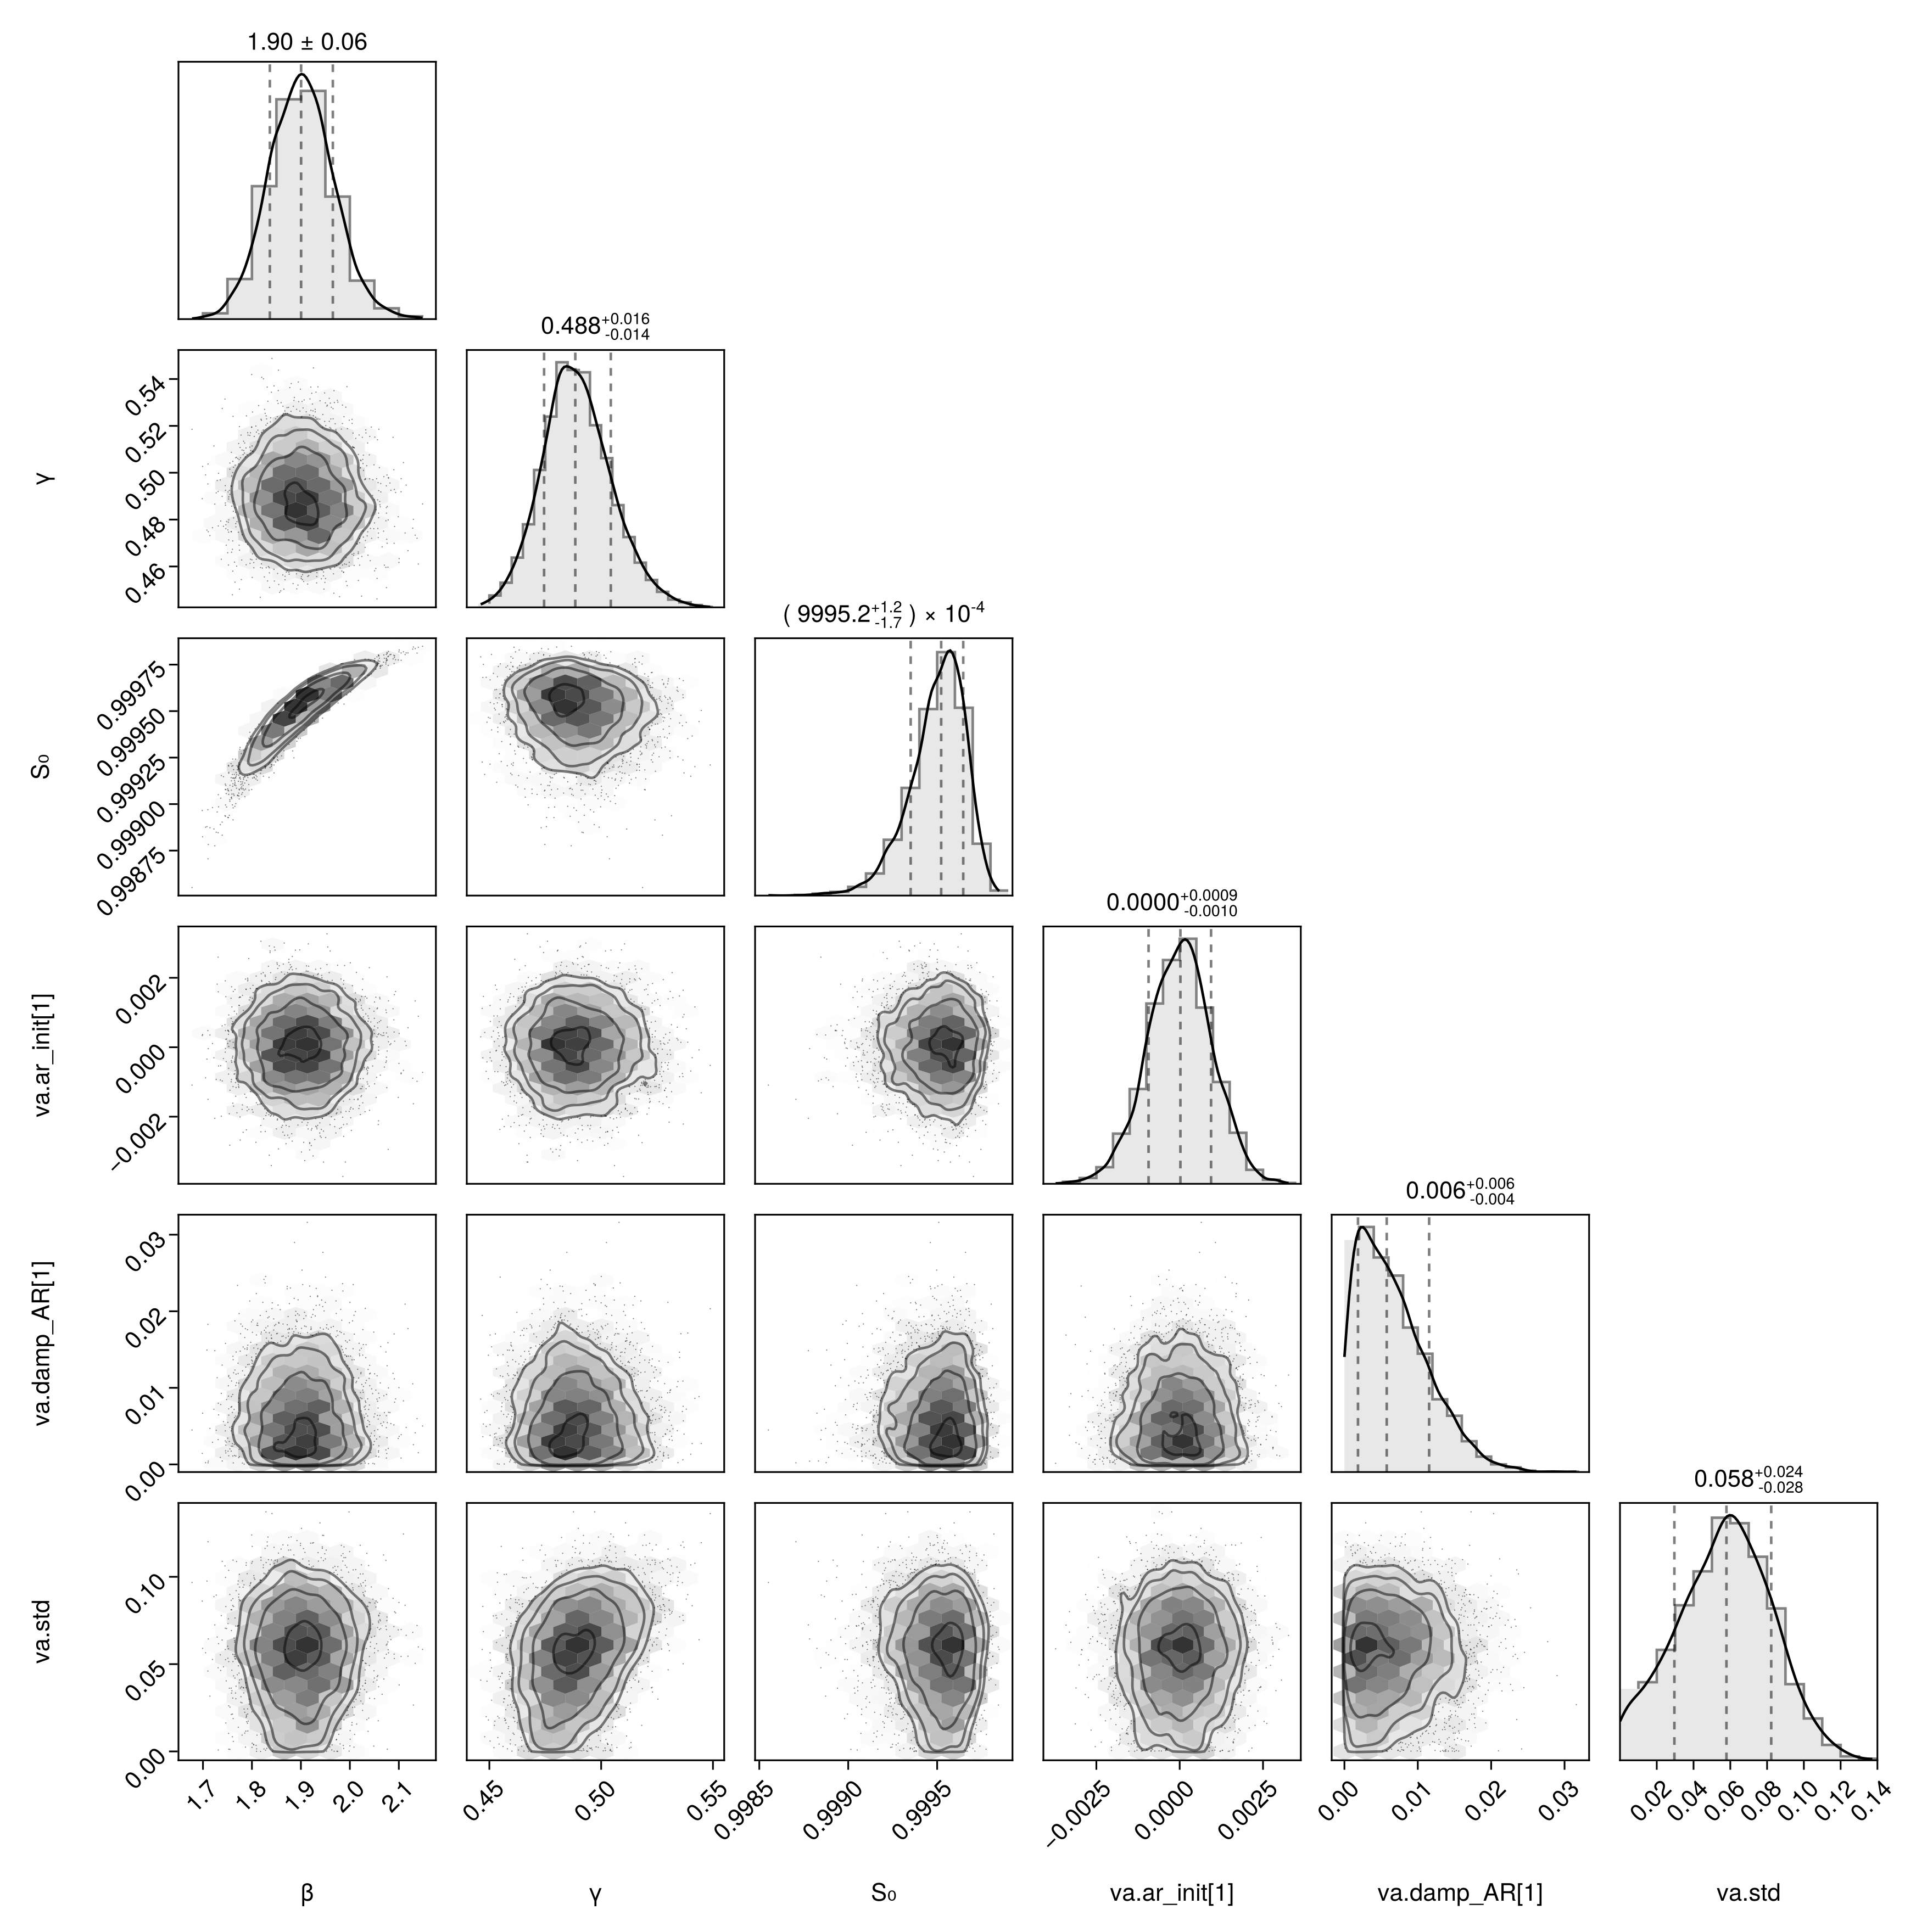 1.90 ± 0.06
0.488+0.016-0.014
( 9995.2+1.2-1.7 ) × 10-4
0.0000+0.0009-0.0010
0.006+0.006-0.004
0.058+0.024-0.028
γ
0.54
0.52
0.50
0.48
0.46
S₀
0.99975
0.99950
0.99925
0.99900
0.99875
va.ar_init[1]
0.002
0.000
−0.002
va.damp_AR[1]
0.03
0.02
0.01
0.00
va.std
0.10
0.05
0.00
1.7 1.8 1.9 2.0 2.1
0.45 0.50 0.55
0.9985 0.9990 0.9995
−0.0025 0.0000 0.0025
0.00 0.01 0.02 0.03
0.02 0.04 0.06 0.08 0.10 0.12 0.14
β γ S₀ va.ar_init[1] va.damp_AR[1] va.std